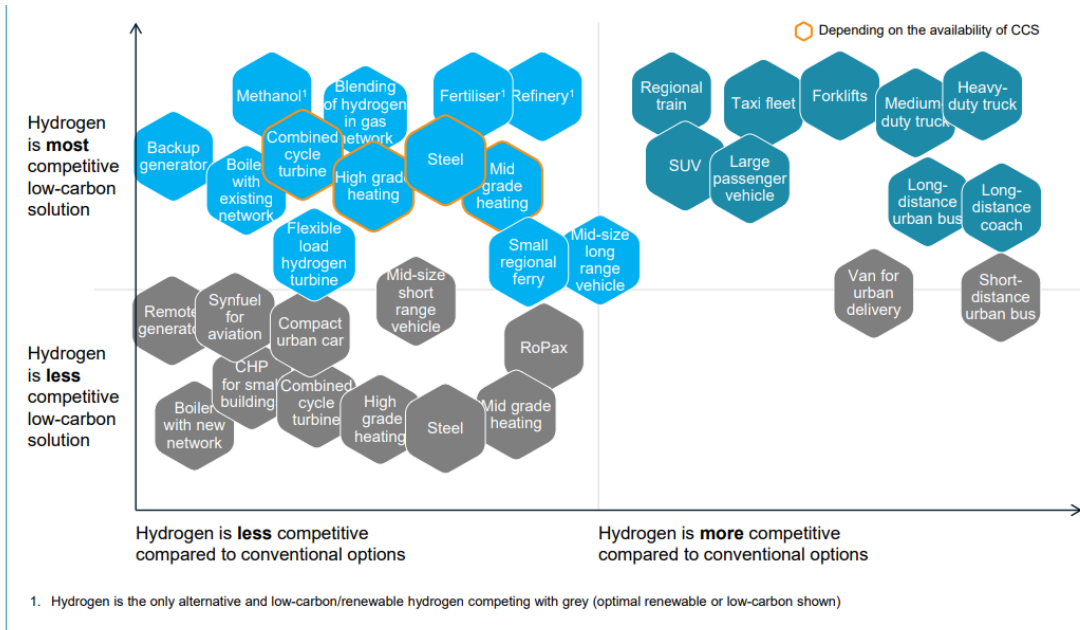 Depending on the availability of CCS
Hydrogen
is most
competitive
low-carbon
solution
Methanol¹
Blending
of hydrogen
in gas
network
Fertiliser¹
Refinery¹
Regional
train
Taxi fleet
Forklifts
Medium-
duty truck
Heavy-
duty truck
Backup
generator
Boiler
with
existing
network
Combined
cycle
turbine
High grade
heating
Steel
Mid
grade
heating
SUV
Large
passenger
vehicle
Long-
distance
urban bus
Long-
distance
coach
Flexible
load
hydrogen
turbine
Small
regional
ferry
Mid-size
long
range
vehicle
Mid-size
short
range
vehicle
Van for
urban
delivery
Short-
distance
urban bus
Hydrogen
is less
competitive
low-carbon
solution
Remote
generator
Synfuel
for
aviation
Compact
urban car
RoPax
CHP
for small
building
Boiler
with new
network
Combined
cycle
turbine
High
grade
heating
Steel
Mid grade
heating
Hydrogen is less competitive
compared to conventional options
Hydrogen is more competitive
compared to conventional options
1. Hydrogen is the only alternative and low-carbon/renewable hydrogen competing with grey (optimal renewable or low-carbon shown)